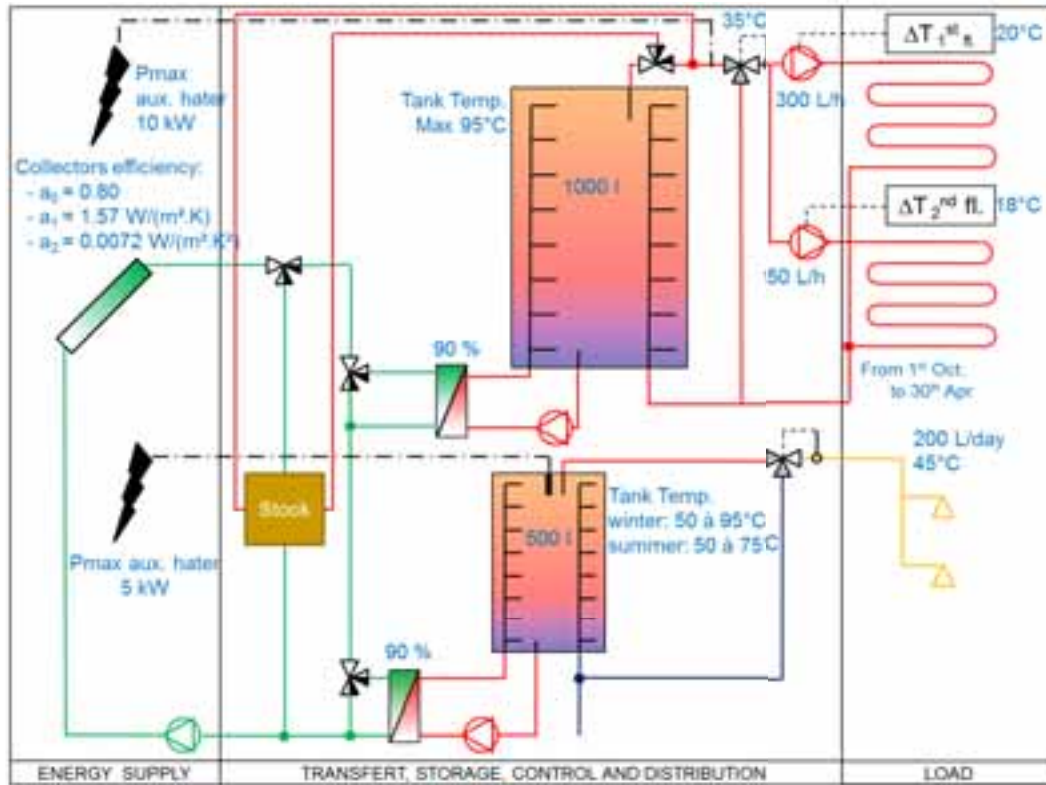 35°C
ΔT 1st fl.
20°C
Pmax
aux. hater
10 kW
Tank Temp.
Max 95°C
300 L/h
Collectors efficiency:
- a₀ = 0.80
- a₁ = 1.57 W/(m².K)
- a₂ = 0.0072 W/(m².K²)
1000 l
ΔT 2nd fl.
18°C
50 L/h
90 %
From 1st Oct.
to 30th Apr.
200 L/day
45°C
Stock
Tank Temp.
winter: 50 à 95°C
summer: 50 à 75°C
500 l
Pmax aux. hater
5 kW
90 %
ENERGY SUPPLY
TRANSFERT, STORAGE, CONTROL AND DISTRIBUTION
LOAD